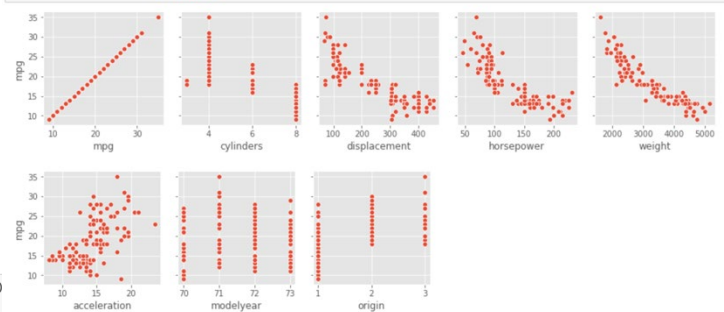 35
30
25
20
15
10
mpg
10 20 30
4 6 8
100 200 300 400
50 100 150 200
2000 3000 4000 5000
mpg cylinders displacement horsepower weight
35
30
25
20
15
10
mpg
10 15 20
70 71 72 73
1 2 3
acceleration modelyear origin